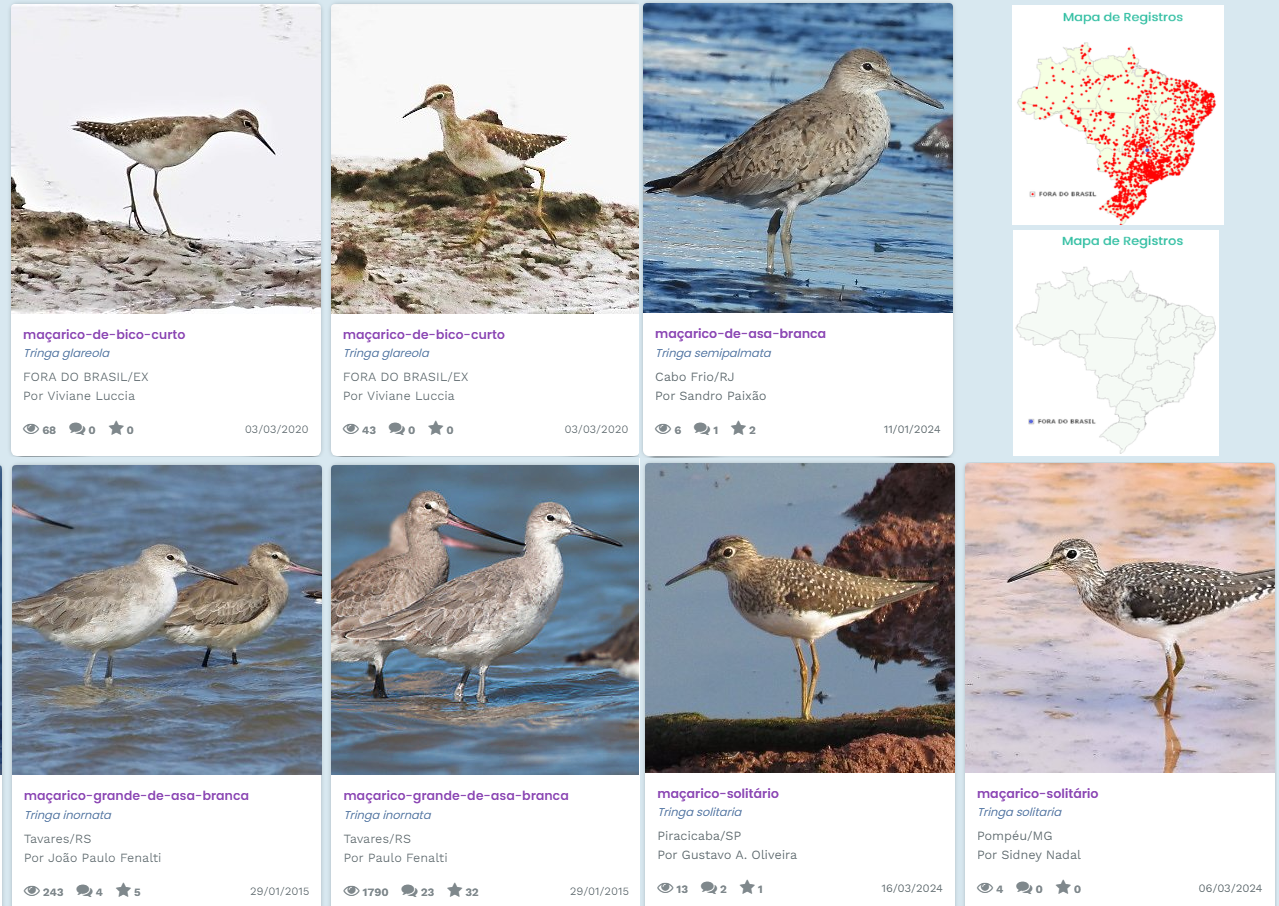 Mapa de Registros
FORA DO BRASIL
Mapa de Registros
FORA DO BRASIL
maçarico-de-bico-curto
Tringa glareola
FORA DO BRASIL/EX
Por Viviane Luccia
68 0 0 03/03/2020
maçarico-de-bico-curto
Tringa glareola
FORA DO BRASIL/EX
Por Viviane Luccia
43 0 0 03/03/2020
maçarico-de-asa-branca
Tringa semipalmata
Cabo Frio/RJ
Por Sandro Paixão
6 1 2 11/01/2024
maçarico-grande-de-asa-branca
Tringa inornata
Tavares/RS
Por João Paulo Fenalti
243 4 5 29/01/2015
maçarico-grande-de-asa-branca
Tringa inornata
Tavares/RS
Por Paulo Fenalti
1790 23 32 29/01/2015
maçarico-solitário
Tringa solitaria
Piracicaba/SP
Por Gustavo A. Oliveira
13 2 1 16/03/2024
maçarico-solitário
Tringa solitaria
Pompéu/MG
Por Sidney Nadal
4 0 0 06/03/2024